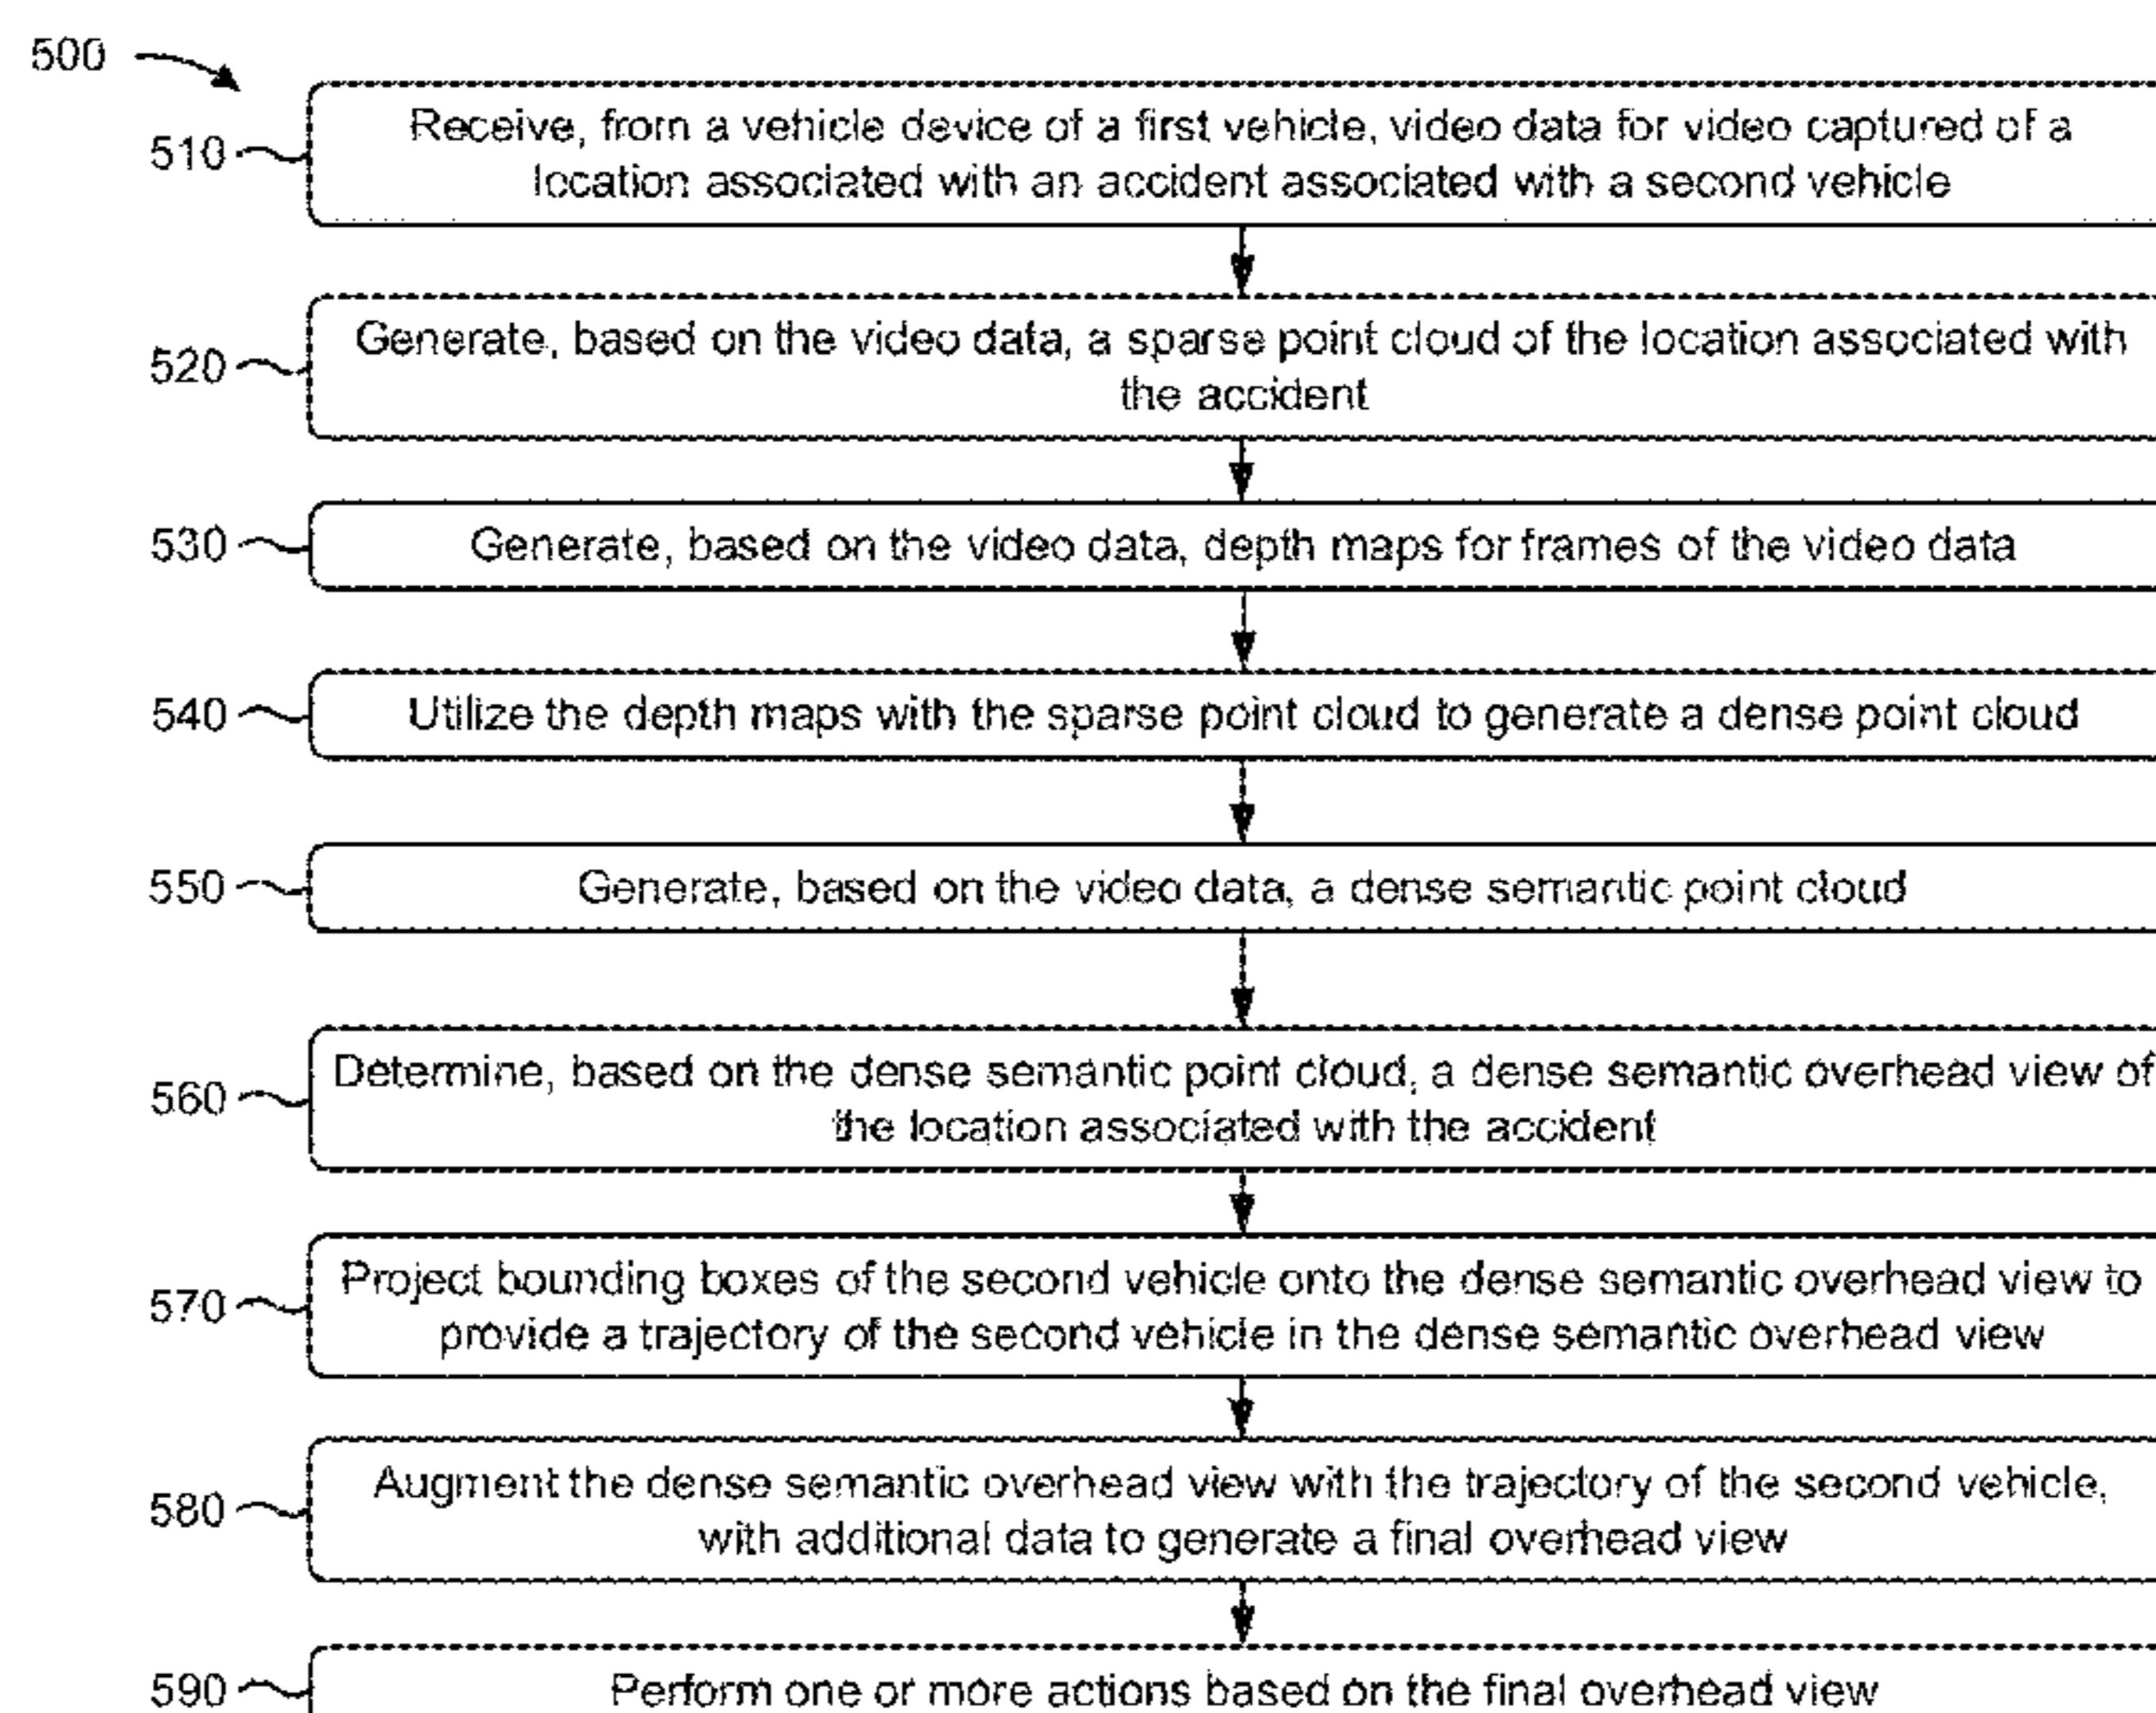 500
510
Receive, from a vehicle device of a first vehicle, video data for video captured of a
location associated with an accident associated with a second vehicle
520
Generate, based on the video data, a sparse point cloud of the location associated with
the accident
530
Generate, based on the video data, depth maps for frames of the video data
540
Utilize the depth maps with the sparse point cloud to generate a dense point cloud
550
Generate, based on the video data, a dense semantic point cloud
560
Determine, based on the dense semantic point cloud, a dense semantic overhead view of
the location associated with the accident
570
Project bounding boxes of the second vehicle onto the dense semantic overhead view to
provide a trajectory of the second vehicle in the dense semantic overhead view
580
Augment the dense semantic overhead view with the trajectory of the second vehicle,
with additional data to generate a final overhead view
590
Perform one or more actions based on the final overhead view